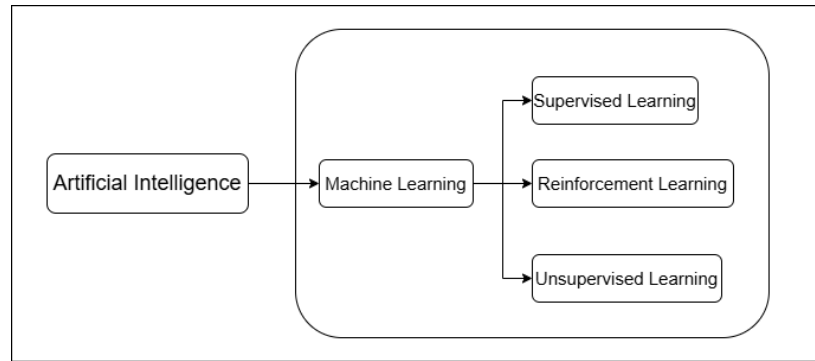 Artificial Intelligence
Machine Learning
Supervised Learning
Reinforcement Learning
Unsupervised Learning